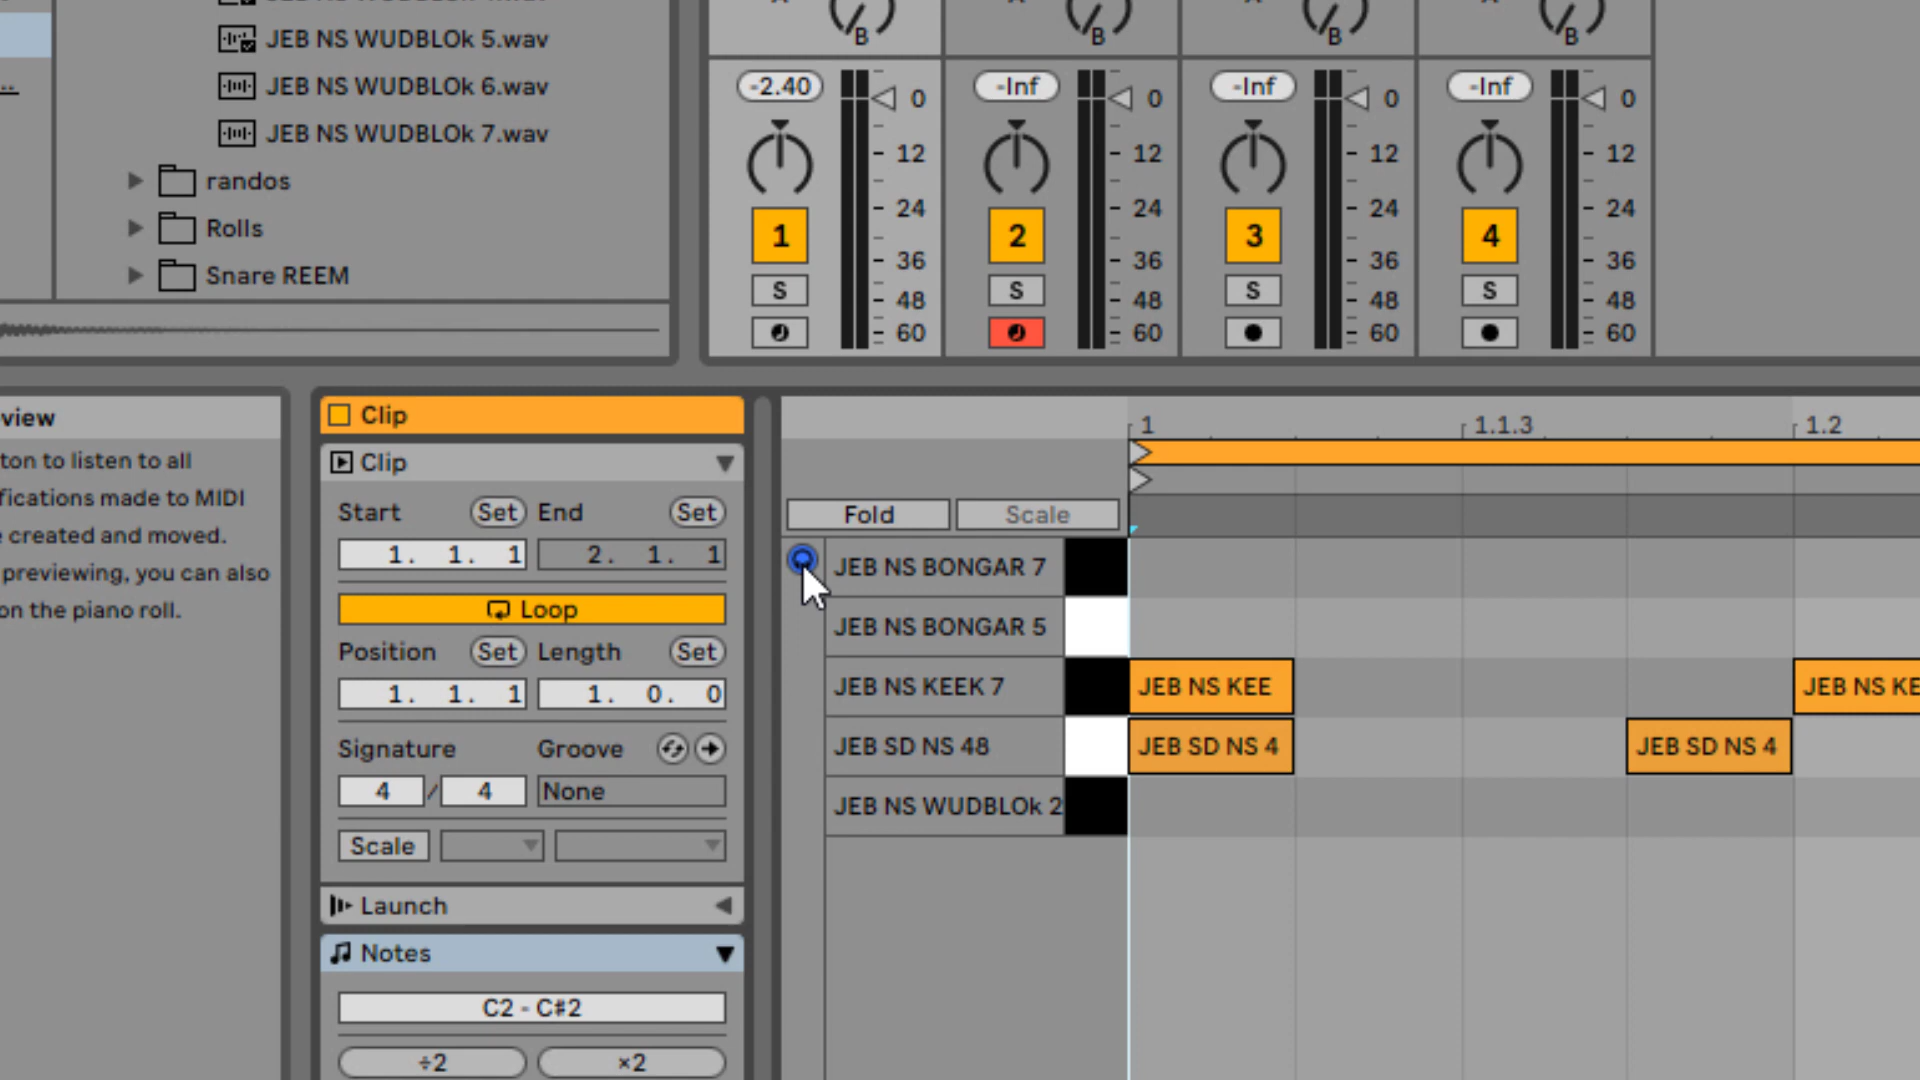 JEB NS WUDBLOk 5.wav
JEB NS WUDBLOk 6.wav
JEB NS WUDBLOk 7.wav
randos
Rolls
Snare REEM
B
B
B
B
-2.40
-Inf
-Inf
-Inf
0
12
24
36
48
60
0
12
24
36
48
60
0
12
24
36
48
60
0
12
24
36
48
60
1
2
3
4
S
S
S
S
view
ton to listen to all
fications made to MIDI
e created and moved.
previewing, you can also
on the piano roll.
Clip
Clip
Start Set End Set
1. 1. 1 2. 1. 1
Loop
Position Set Length Set
1. 1. 1 1. 0. 0
Signature Groove
4 / 4 None
Scale
Launch
Notes
C2 - C#2
÷2 ×2
1 1.1.3 1.2
Fold Scale
JEB NS BONGAR 7
JEB NS BONGAR 5
JEB NS KEEK 7 JEB NS KEE JEB NS KE
JEB SD NS 48 JEB SD NS 4 JEB SD NS 4
JEB NS WUDBLOk 2